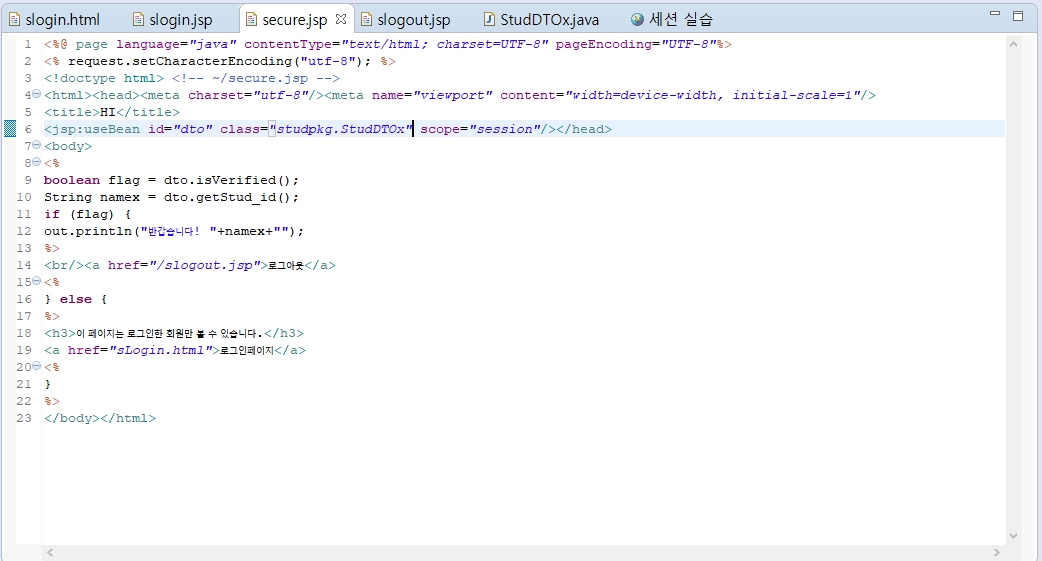 slogin.html slogin.jsp secure.jsp slogout.jsp StudDTOx.java 세션 실습
1 <%@ page language="java" contentType="text/html; charset=UTF-8" pageEncoding="UTF-8"%>
2 <% request.setCharacterEncoding("utf-8"); %>
3 <!doctype html> <!-- ~/secure.jsp -->
4 <html><head><meta charset="utf-8"/><meta name="viewport" content="width=device-width, initial-scale=1"/>
5 <title>HI</title>
6 <jsp:useBean id="dto" class="studpkg.StudDTOx" scope="session"/></head>
7 <body>
8 <%
9 boolean flag = dto.isVerified();
10 String namex = dto.getStud_id();
11 if (flag) {
12 out.println("반갑습니다! "+namex+"");
13 %>
14 <br/><a href="/slogout.jsp">로그아웃</a>
15 <%
16 } else {
17 %>
18 <h3>이 페이지는 로그인한 회원만 볼 수 있습니다.</h3>
19 <a href="sLogin.html">로그인페이지</a>
20 <%
21 }
22 %>
23 </body></html>